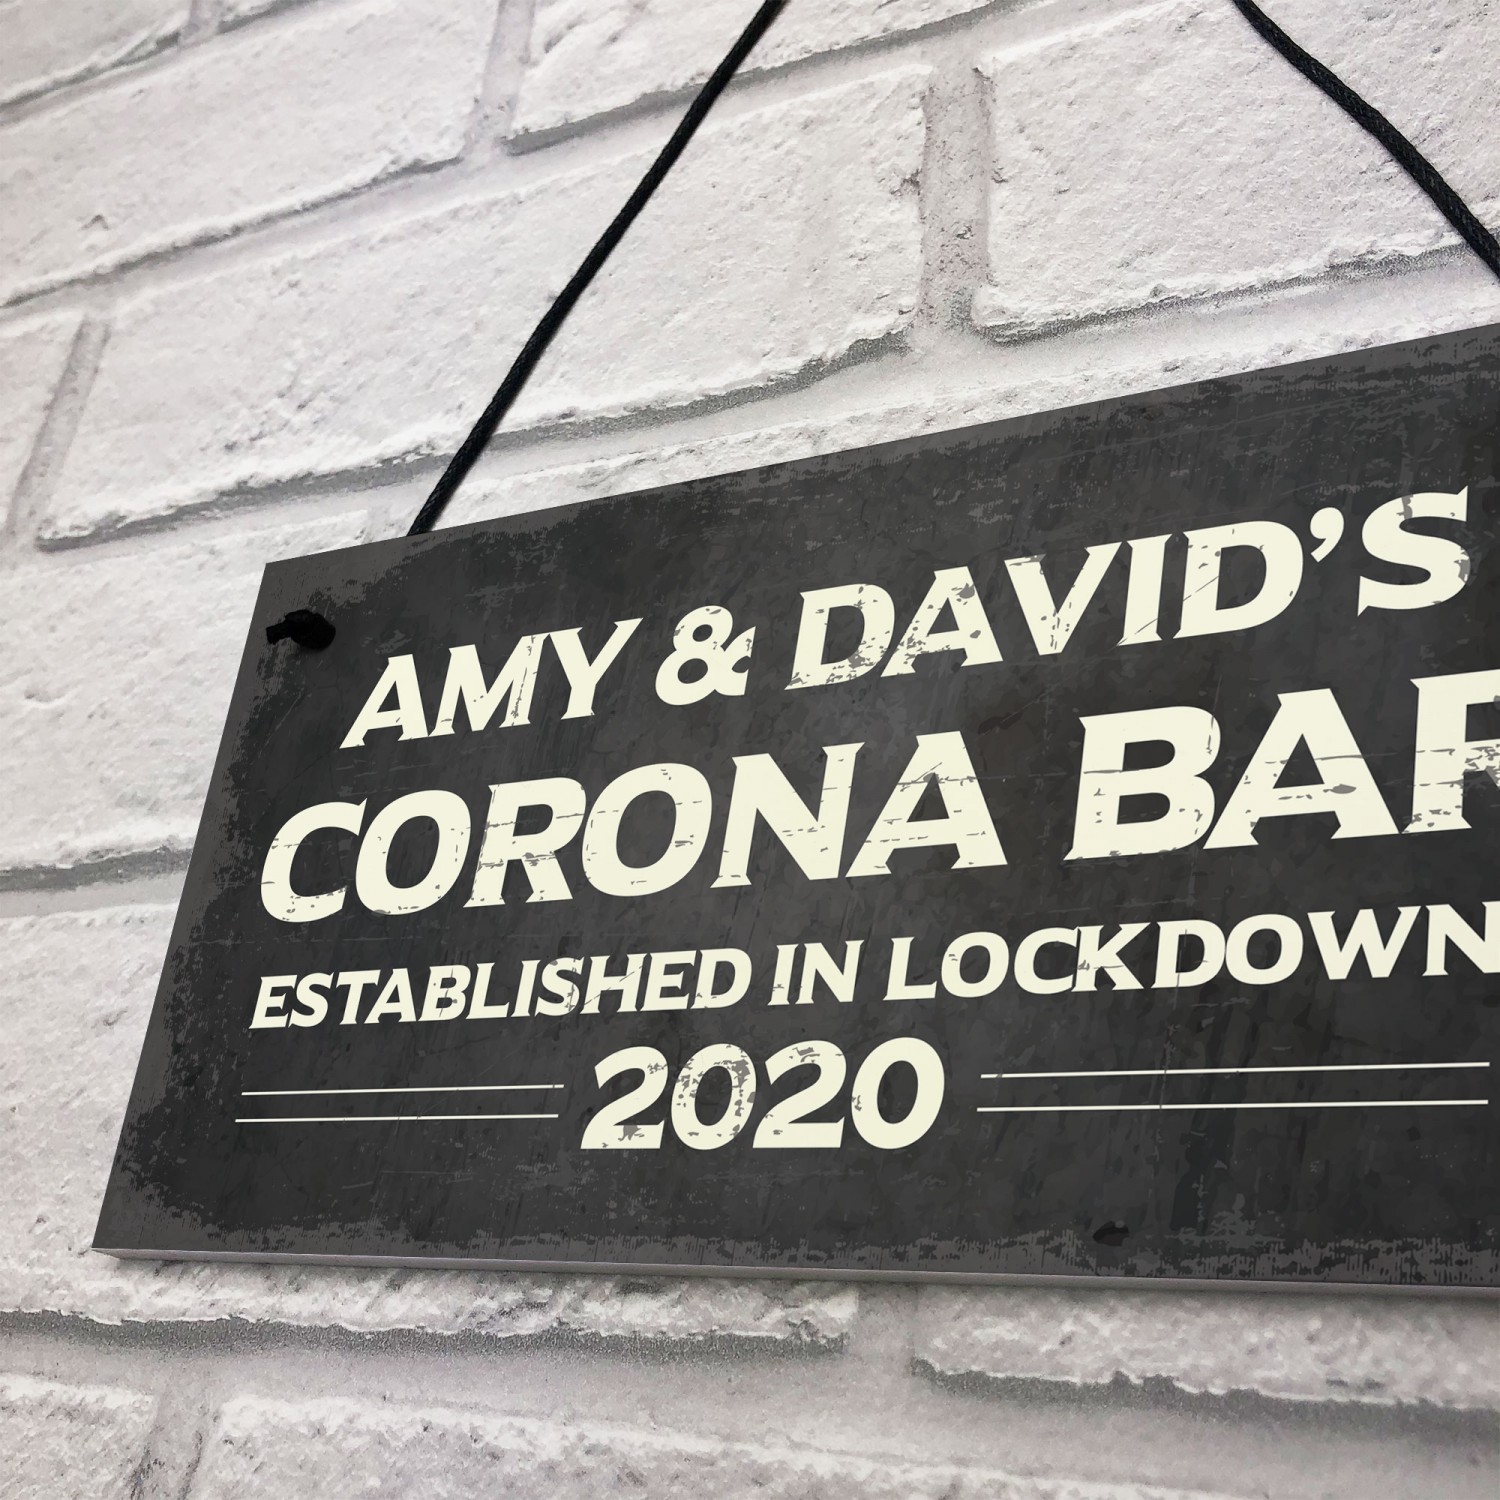 AMY & DAVID'S
CORONA BAR
ESTABLISHED IN LOCKDOWN
2020